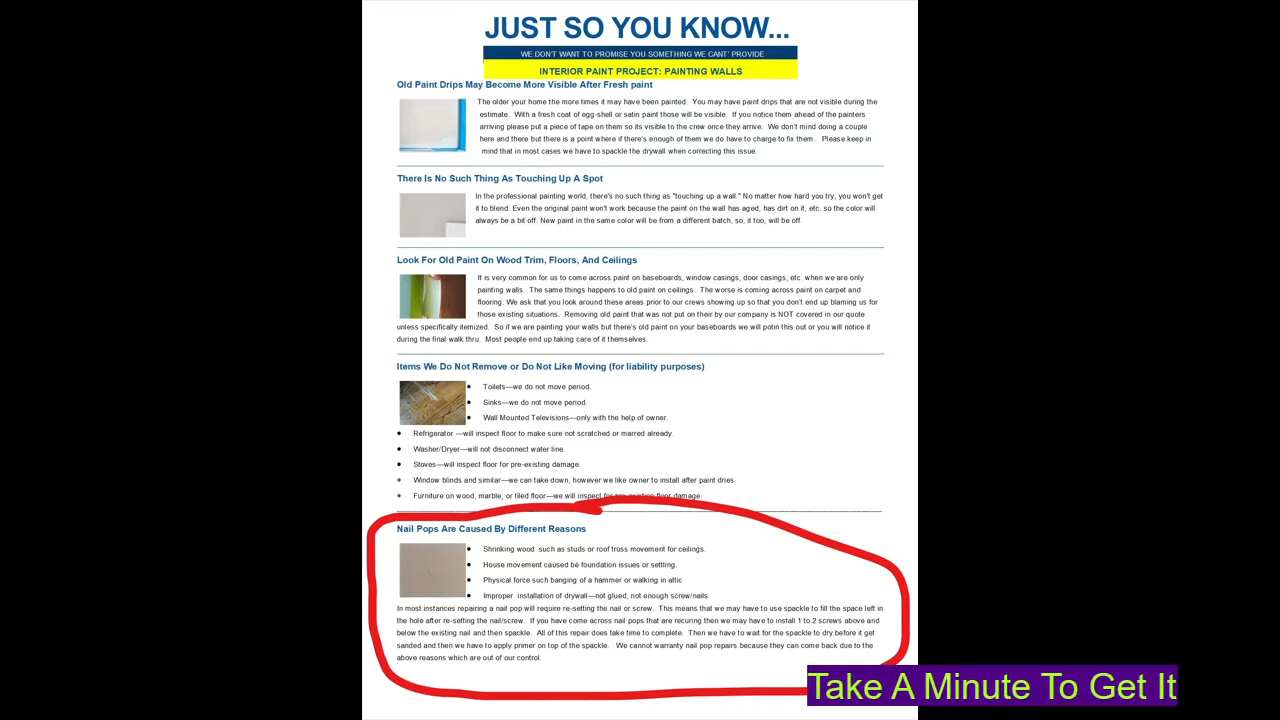 JUST SO YOU KNOW...
WE DON'T WANT TO PROMISE YOU SOMETHING WE CANT' PROVIDE
INTERIOR PAINT PROJECT: PAINTING WALLS
Old Paint Drips May Become More Visible After Fresh paint
The older your home the more times it may have been painted. You may have paint drips that are not visible during the
estimate. With a fresh coat of egg-shell or satin paint those will be visible. If you notice them ahead of the painters
arriving please put a piece of tape on them so its visible to the crew once they arrive. We don't mind doing a couple
here and there but there is a point where if there's enough of them we do have to charge to fix them. Please keep in
mind that in most cases we have to spackle the drywall when correcting this issue.
There Is No Such Thing As Touching Up A Spot
In the professional painting world, there's no such thing as "touching up a wall." No matter how hard you try, you won't get
it to blend. Even the original paint won't work because the paint on the wall has aged, has dirt on it, etc. so the color will
always be a bit off. New paint in the same color will be from a different batch, so, it too, will be off.
Look For Old Paint On Wood Trim, Floors, And Ceilings
It is very common for us to come across paint on baseboards, window casings, door casings, etc. when we are only
painting walls. The same things happens to old paint on ceilings. The worse is coming across paint on carpet and
flooring. We ask that you look around these areas prior to our crews showing up so that you don't end up blaming us for
those existing situations. Removing old paint that was not put on their by our company is NOT covered in our quote
unless specifically itemized. So if we are painting your walls but there's old paint on your baseboards we will potin this out or you will notice it
during the final walk thru. Most people end up taking care of it themselves.
Items We Do Not Remove or Do Not Like Moving (for liability purposes)
● Toilets—we do not move period.
● Sinks—we do not move period.
● Wall Mounted Televisions—only with the help of owner.
● Refrigerator —will inspect floor to make sure not scratched or marred already.
● Washer/Dryer—will not disconnect water line.
● Stoves—will inspect floor for pre-existing damage.
● Window blinds and similar—we can take down, however we like owner to install after paint dries.
● Furniture on wood, marble, or tiled floor—we will inspect for pre-existing floor damage.
Nail Pops Are Caused By Different Reasons
● Shrinking wood such as studs or roof truss movement for ceilings.
● House movement caused be foundation issues or settling.
● Physical force such banging of a hammer or walking in attic
● Improper installation of drywall—not glued; not enough screw/nails
In most instances repairing a nail pop will require re-setting the nail or screw. This means that we may have to use spackle to fill the space left in
the hole after re-setting the nail/screw. If you have come across nail pops that are recuring then we may have to install 1 to 2 screws above and
below the existing nail and then spackle. All of this repair does take time to complete. Then we have to wait for the spackle to dry before it get
sanded and then we have to apply primer on top of the spackle. We cannot warranty nail pop repairs because they can come back due to the
above reasons which are out of our control.
Take A Minute To Get It